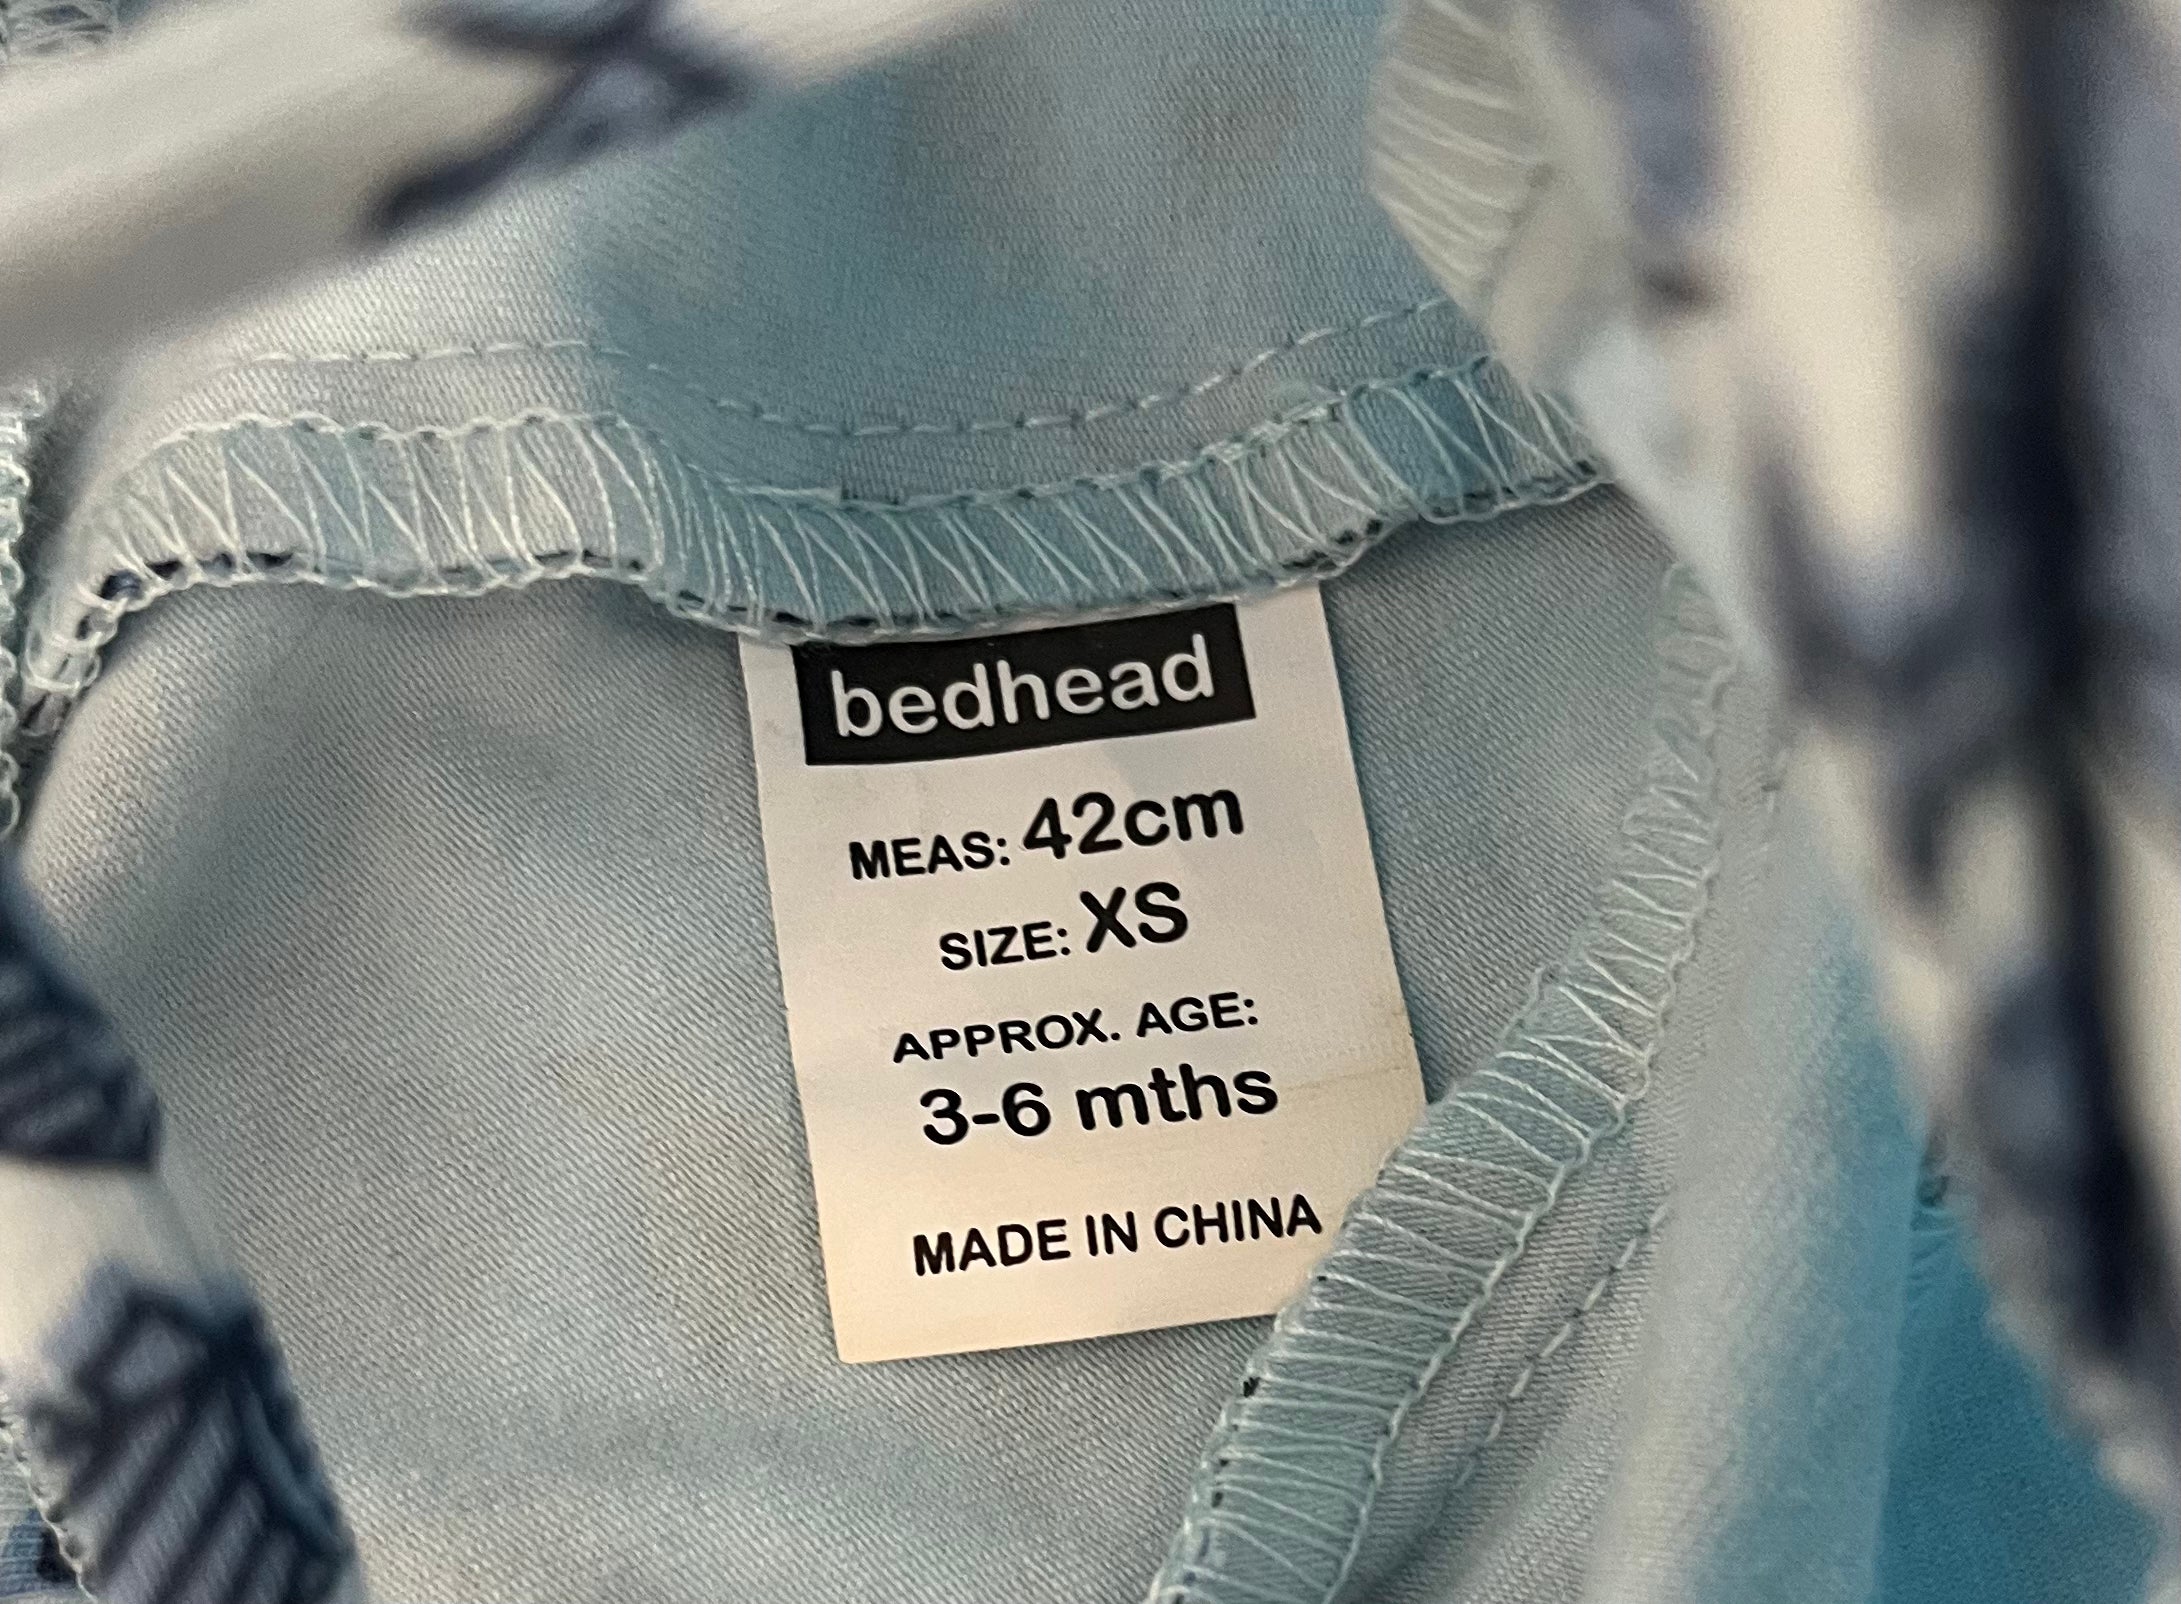 bedhead
MEAS: 42cm
SIZE: XS
APPROX. AGE:
3-6 mths
MADE IN CHINA